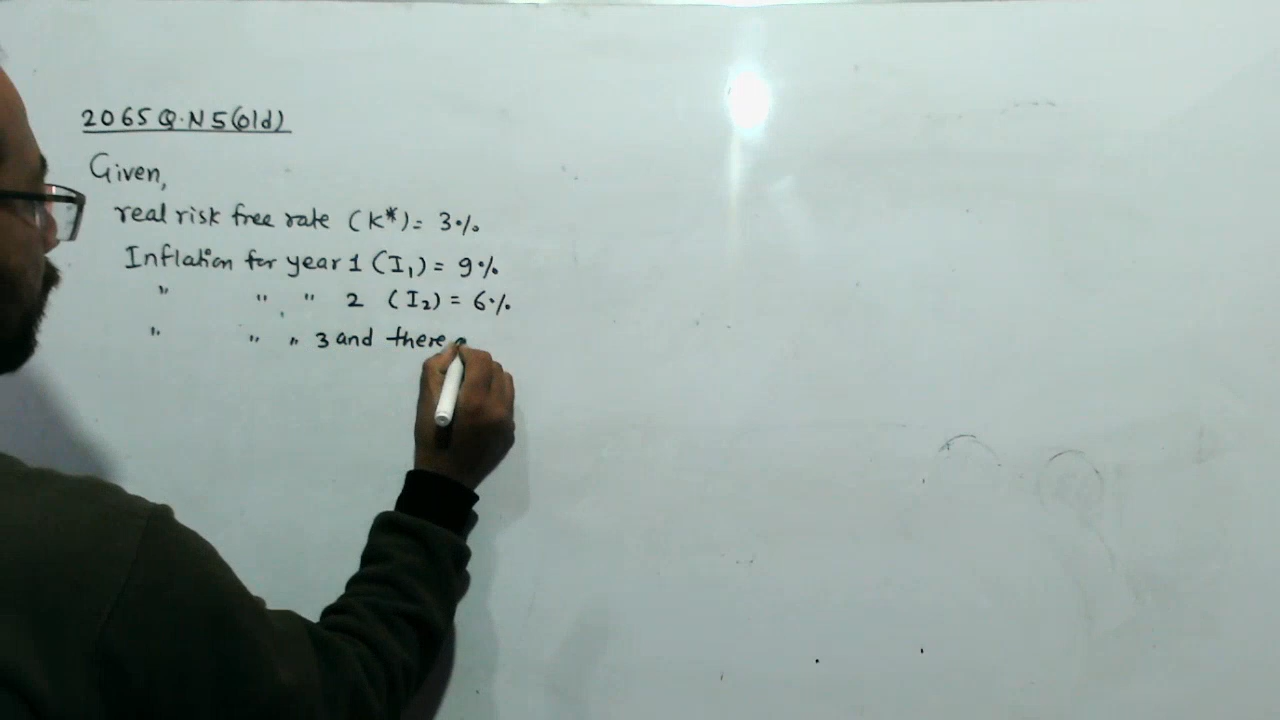 2065 Q.N 5(old)
Given,
real risk free rate (K*) = 3%
Inflation for year 1 (I₁) = 9%
" " " 2 (I₂) = 6%
" " " 3 and there